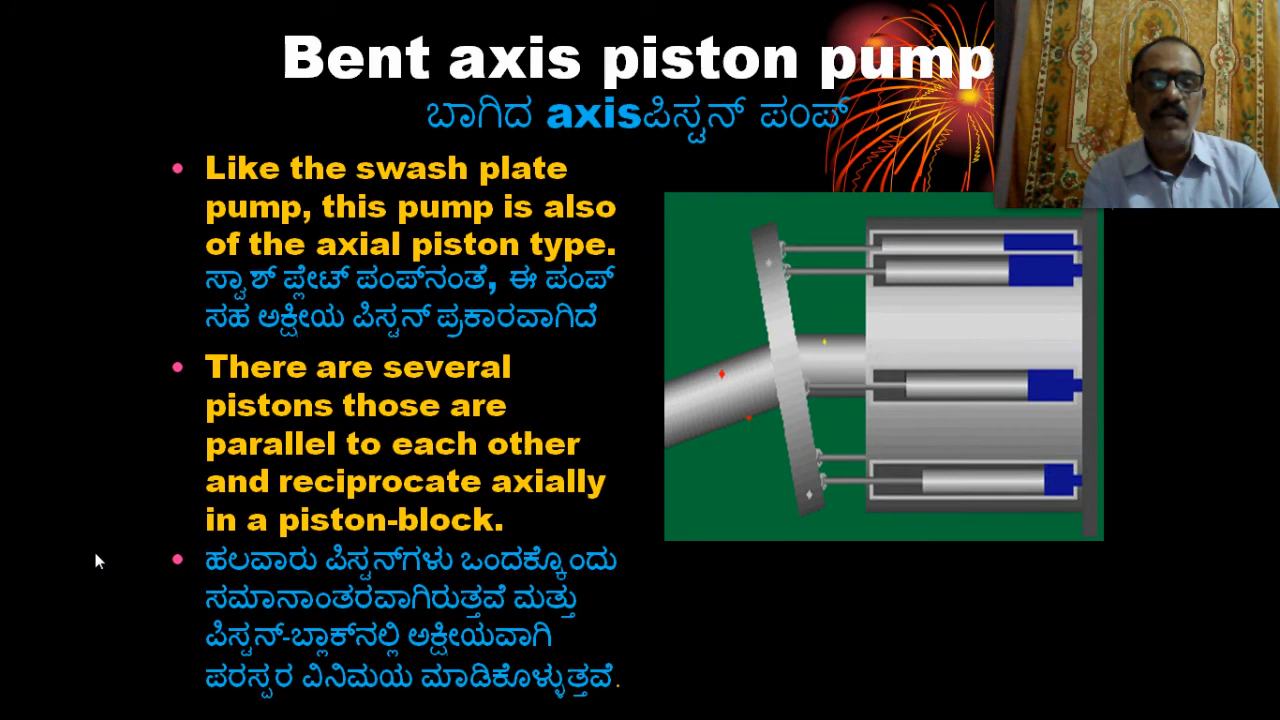 Bent axis piston pump
ಬಾಗಿದ axisಪಿಸ್ಟನ್ ಪಂಪ್
• Like the swash plate
pump, this pump is also
of the axial piston type.
ಸ್ವಾಶ್ ಪ್ಲೇಟ್ ಪಂಪ್‌ನಂತೆ, ಈ ಪಂಪ್
ಸಹ ಅಕ್ಷೀಯ ಪಿಸ್ಟನ್ ಪ್ರಕಾರವಾಗಿದೆ
• There are several
pistons those are
parallel to each other
and reciprocate axially
in a piston-block.
• ಹಲವಾರು ಪಿಸ್ಟನ್‌ಗಳು ಒಂದಕ್ಕೊಂದು
ಸಮಾನಾಂತರವಾಗಿರುತ್ತವೆ ಮತ್ತು
ಪಿಸ್ಟನ್-ಬ್ಲಾಕ್‌ನಲ್ಲಿ ಅಕ್ಷೀಯವಾಗಿ
ಪರಸ್ಪರ ವಿನಿಮಯ ಮಾಡಿಕೊಳ್ಳುತ್ತವೆ.